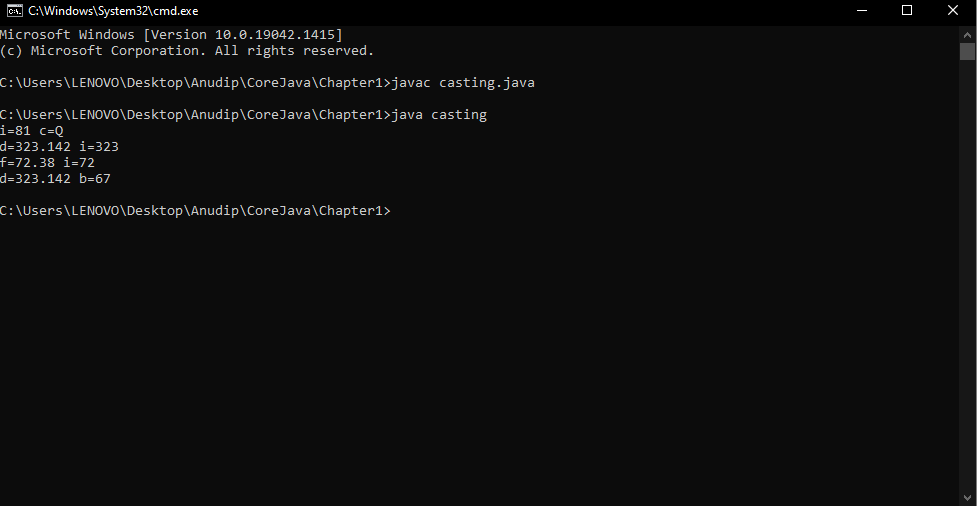 C:\Windows\System32\cmd.exe
Microsoft Windows [Version 10.0.19042.1415]
(c) Microsoft Corporation. All rights reserved.
C:\Users\LENOVO\Desktop\Anudip\CoreJava\Chapter1>javac casting.java
C:\Users\LENOVO\Desktop\Anudip\CoreJava\Chapter1>java casting
i=81 c=Q
d=323.142 i=323
f=72.38 i=72
d=323.142 b=67
C:\Users\LENOVO\Desktop\Anudip\CoreJava\Chapter1>